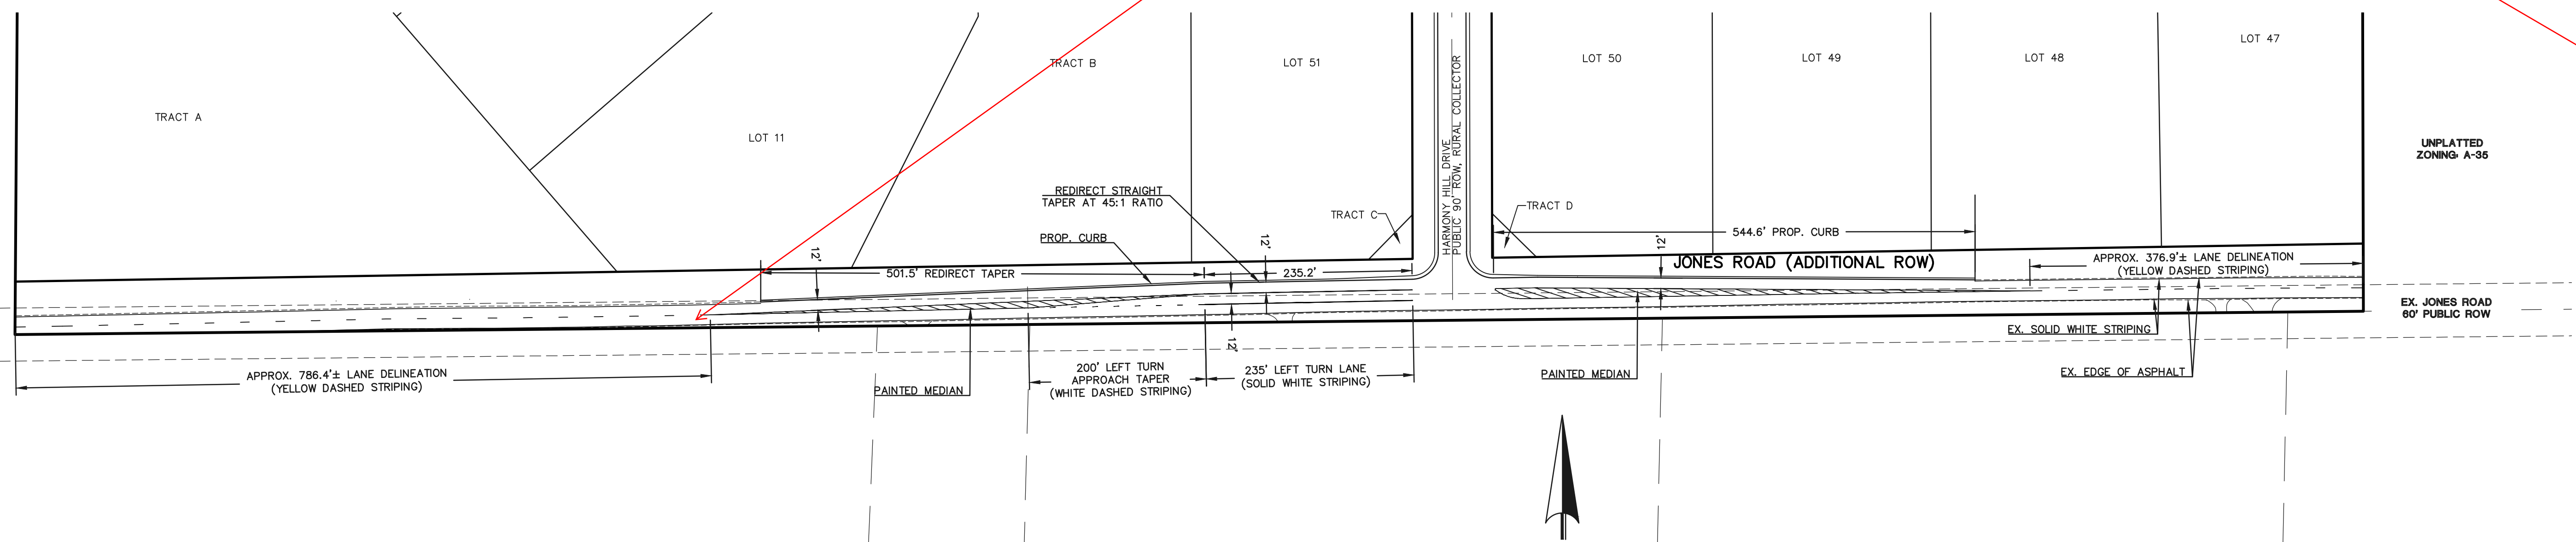 TRACT A
LOT 11
TRACT B
LOT 51
LOT 50
LOT 49
LOT 48
LOT 47
UNPLATTED
ZONING: A-35
HARMONY HILL DRIVE
PUBLIC 90' ROW, RURAL COLLECTOR
REDIRECT STRAIGHT
TAPER AT 45:1 RATIO
PROP. CURB
TRACT C
TRACT D
12'
501.5' REDIRECT TAPER
12'
235.2'
544.6' PROP. CURB
12'
JONES ROAD (ADDITIONAL ROW)
APPROX. 376.9'± LANE DELINEATION
(YELLOW DASHED STRIPING)
EX. JONES ROAD
60' PUBLIC ROW
EX. SOLID WHITE STRIPING
12'
APPROX. 786.4'± LANE DELINEATION
(YELLOW DASHED STRIPING)
PAINTED MEDIAN
200' LEFT TURN
APPROACH TAPER
(WHITE DASHED STRIPING)
235' LEFT TURN LANE
(SOLID WHITE STRIPING)
PAINTED MEDIAN
EX. EDGE OF ASPHALT